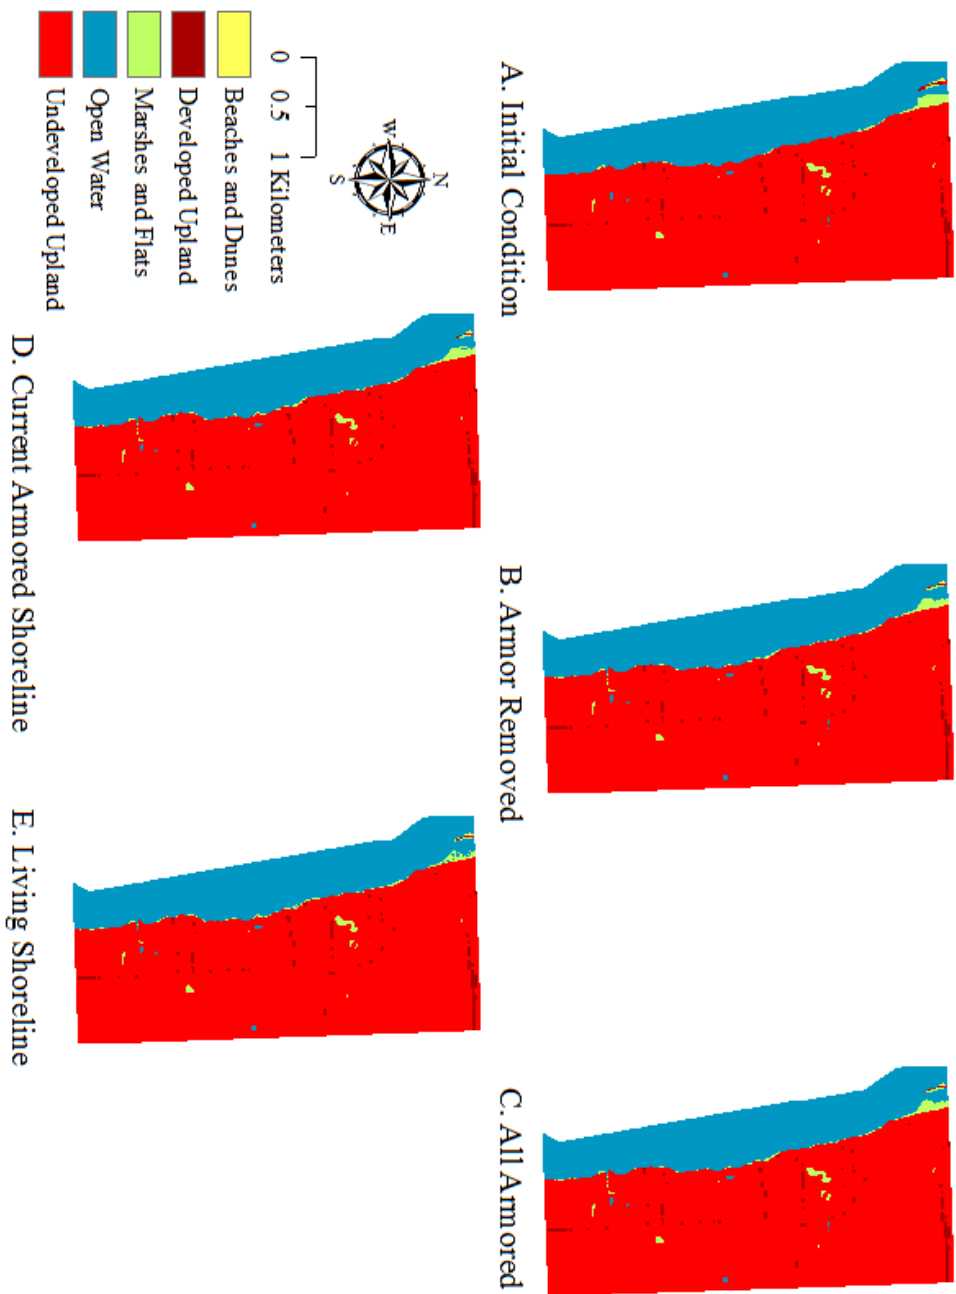 A. Initial Condition
B. Armor Removed
C. All Armored
D. Current Armored Shoreline
E. Living Shoreline
N
W
E
S
0 0.5 1 Kilometers
Beaches and Dunes
Developed Upland
Marshes and Flats
Open Water
Undeveloped Upland